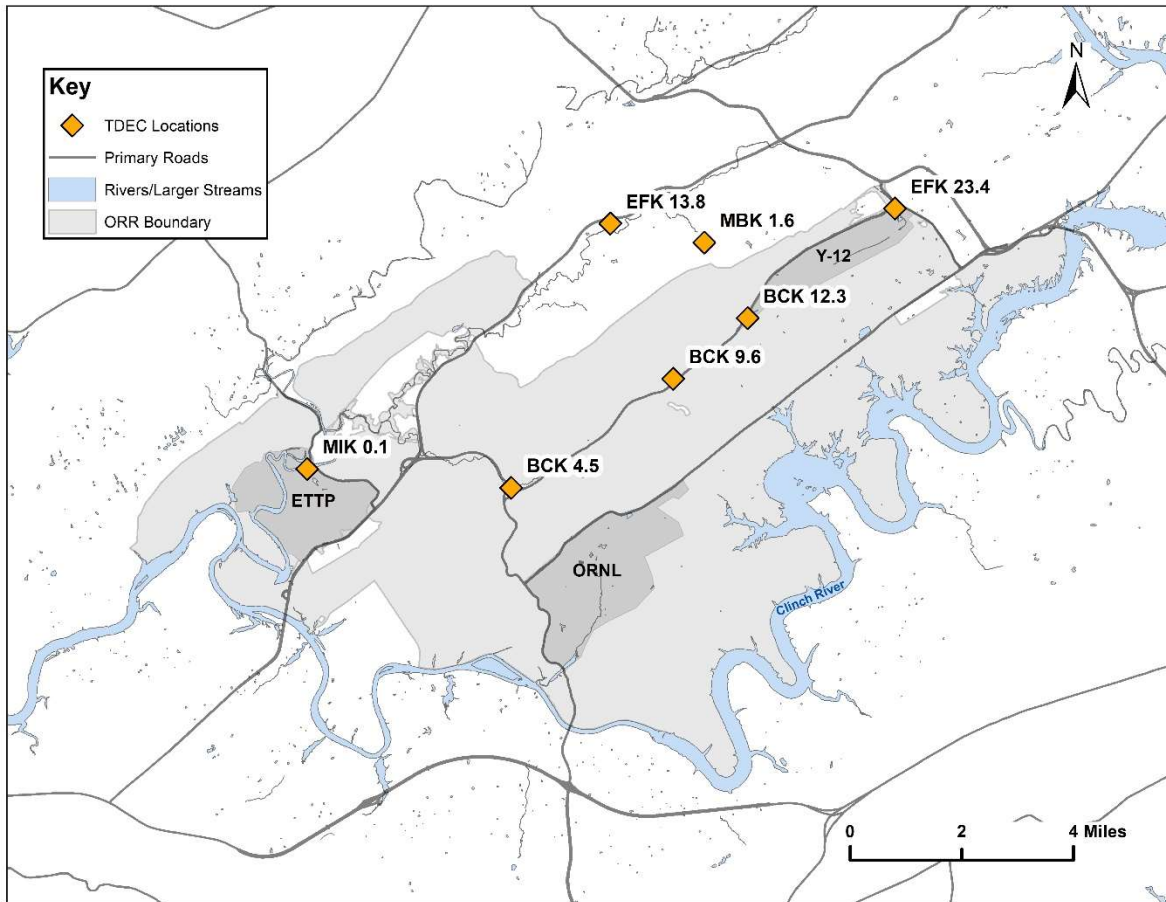 N
Key
TDEC Locations
Primary Roads
Rivers/Larger Streams
ORR Boundary
EFK 13.8
MBK 1.6
EFK 23.4
Y-12
BCK 12.3
BCK 9.6
MIK 0.1
BCK 4.5
ETTP
ORNL
Clinch River
0 2 4 Miles